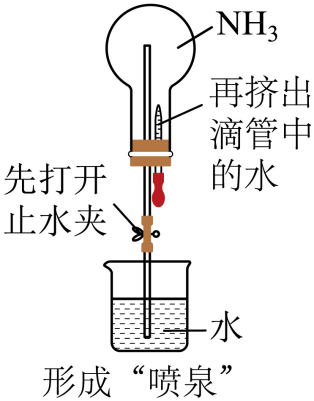 NH₃
再挤出
滴管中
的水
先打开
止水夹
水
形成“喷泉”